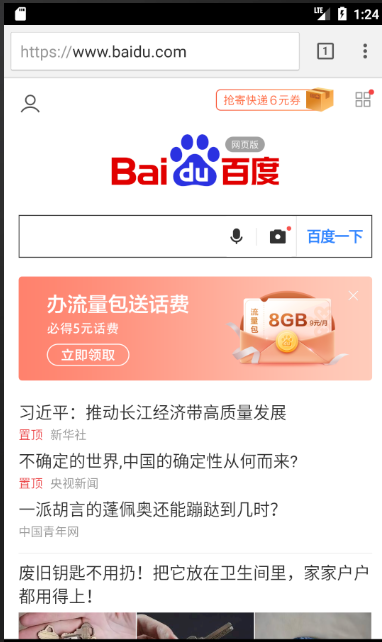 LTE 1:24
https://www.baidu.com 1
抢寄快递6元券
网页版
Bai du 百度
百度一下
办流量包送话费
必得5元话费
立即领取
流量包 8GB 9元/月
习近平：推动长江经济带高质量发展
置顶 新华社
不确定的世界,中国的确定性从何而来?
置顶 央视新闻
一派胡言的蓬佩奥还能蹦跶到几时？
中国青年网
废旧钥匙不用扔！把它放在卫生间里，家家户户
都用得上！